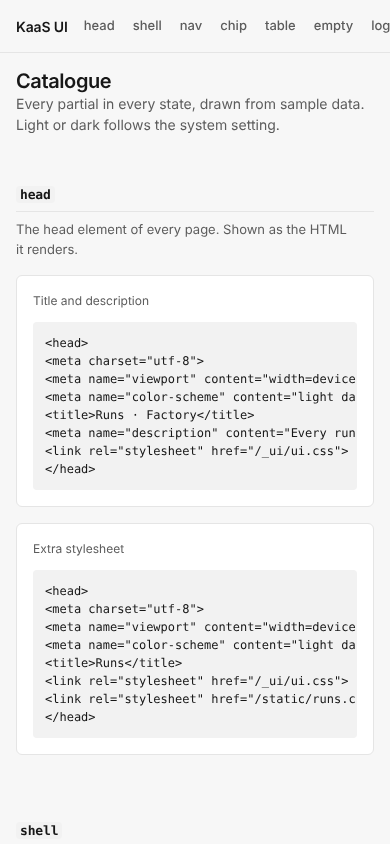 KaaS UI head shell nav chip table empty log
Catalogue
Every partial in every state, drawn from sample data.
Light or dark follows the system setting.
head
The head element of every page. Shown as the HTML
it renders.
Title and description
<head>
<meta charset="utf-8">
<meta name="viewport" content="width=device
<meta name="color-scheme" content="light da
<title>Runs · Factory</title>
<meta name="description" content="Every run
<link rel="stylesheet" href="/_ui/ui.css">
</head>
Extra stylesheet
<head>
<meta charset="utf-8">
<meta name="viewport" content="width=device
<meta name="color-scheme" content="light da
<title>Runs</title>
<link rel="stylesheet" href="/_ui/ui.css">
<link rel="stylesheet" href="/static/runs.c
</head>
shell